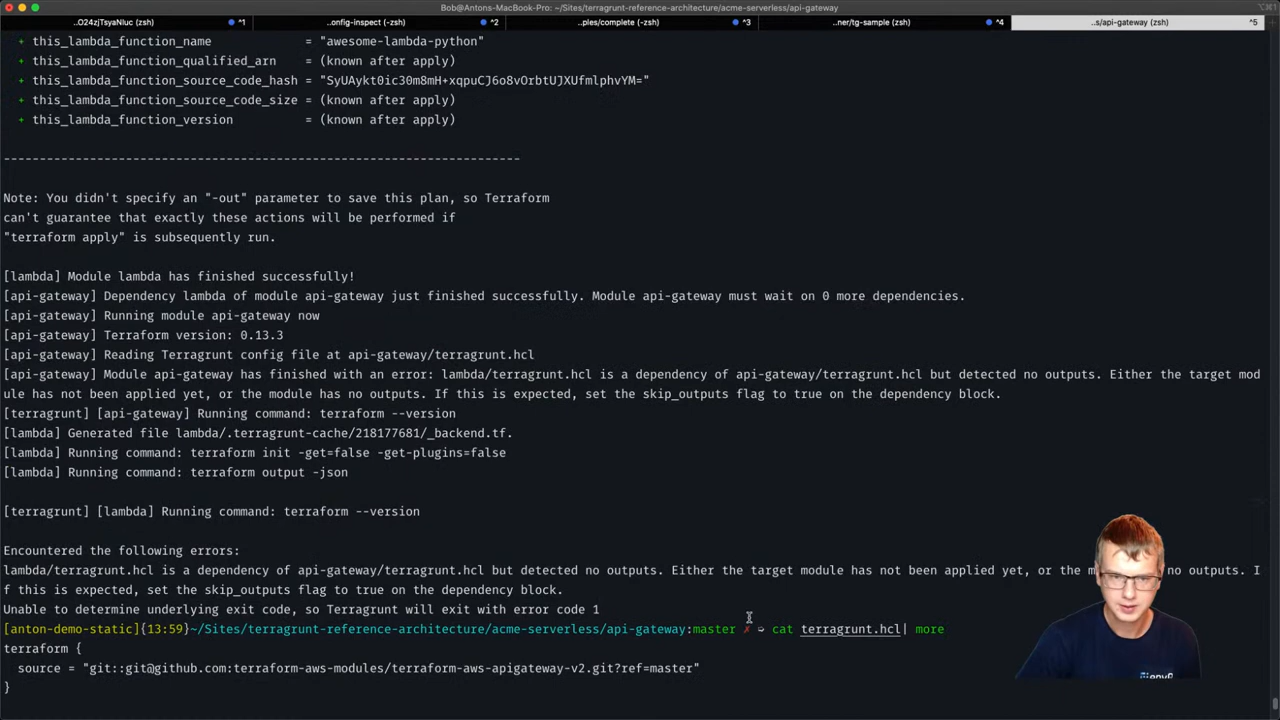 Bob@Antons-MacBook-Pro: ~/Sites/terragrunt-reference-architecture/acme-serverless/api-gateway
⌥⌘1
..O24zjTsyaNluc (zsh) ^1 ..onfig-inspect (-zsh) ^2 ..ples/complete (-zsh) ^3 ..ner/tg-sample (zsh) ^4 ..s/api-gateway (zsh) ^5
+ this_lambda_function_name = "awesome-lambda-python"
+ this_lambda_function_qualified_arn = (known after apply)
+ this_lambda_function_source_code_hash = "SyUAykt0ic30m8mH+xqpuCJ6o8vOrbtUJXUfmlphvYM="
+ this_lambda_function_source_code_size = (known after apply)
+ this_lambda_function_version = (known after apply)
------------------------------------------------------------------------
Note: You didn't specify an "-out" parameter to save this plan, so Terraform
can't guarantee that exactly these actions will be performed if
"terraform apply" is subsequently run.
[lambda] Module lambda has finished successfully!
[api-gateway] Dependency lambda of module api-gateway just finished successfully. Module api-gateway must wait on 0 more dependencies.
[api-gateway] Running module api-gateway now
[api-gateway] Terraform version: 0.13.3
[api-gateway] Reading Terragrunt config file at api-gateway/terragrunt.hcl
[api-gateway] Module api-gateway has finished with an error: lambda/terragrunt.hcl is a dependency of api-gateway/terragrunt.hcl but detected no outputs. Either the target mod
ule has not been applied yet, or the module has no outputs. If this is expected, set the skip_outputs flag to true on the dependency block.
[terragrunt] [api-gateway] Running command: terraform --version
[lambda] Generated file lambda/.terragrunt-cache/218177681/_backend.tf.
[lambda] Running command: terraform init -get=false -get-plugins=false
[lambda] Running command: terraform output -json
[terragrunt] [lambda] Running command: terraform --version
Encountered the following errors:
lambda/terragrunt.hcl is a dependency of api-gateway/terragrunt.hcl but detected no outputs. Either the target module has not been applied yet, or the m no outputs. I
f this is expected, set the skip_outputs flag to true on the dependency block.
Unable to determine underlying exit code, so Terragrunt will exit with error code 1
[anton-demo-static]{13:59}~/Sites/terragrunt-reference-architecture/acme-serverless/api-gateway:master ✗ ➭ cat terragrunt.hcl| more
terraform {
source = "git::git@github.com:terraform-aws-modules/terraform-aws-apigateway-v2.git?ref=master"
}